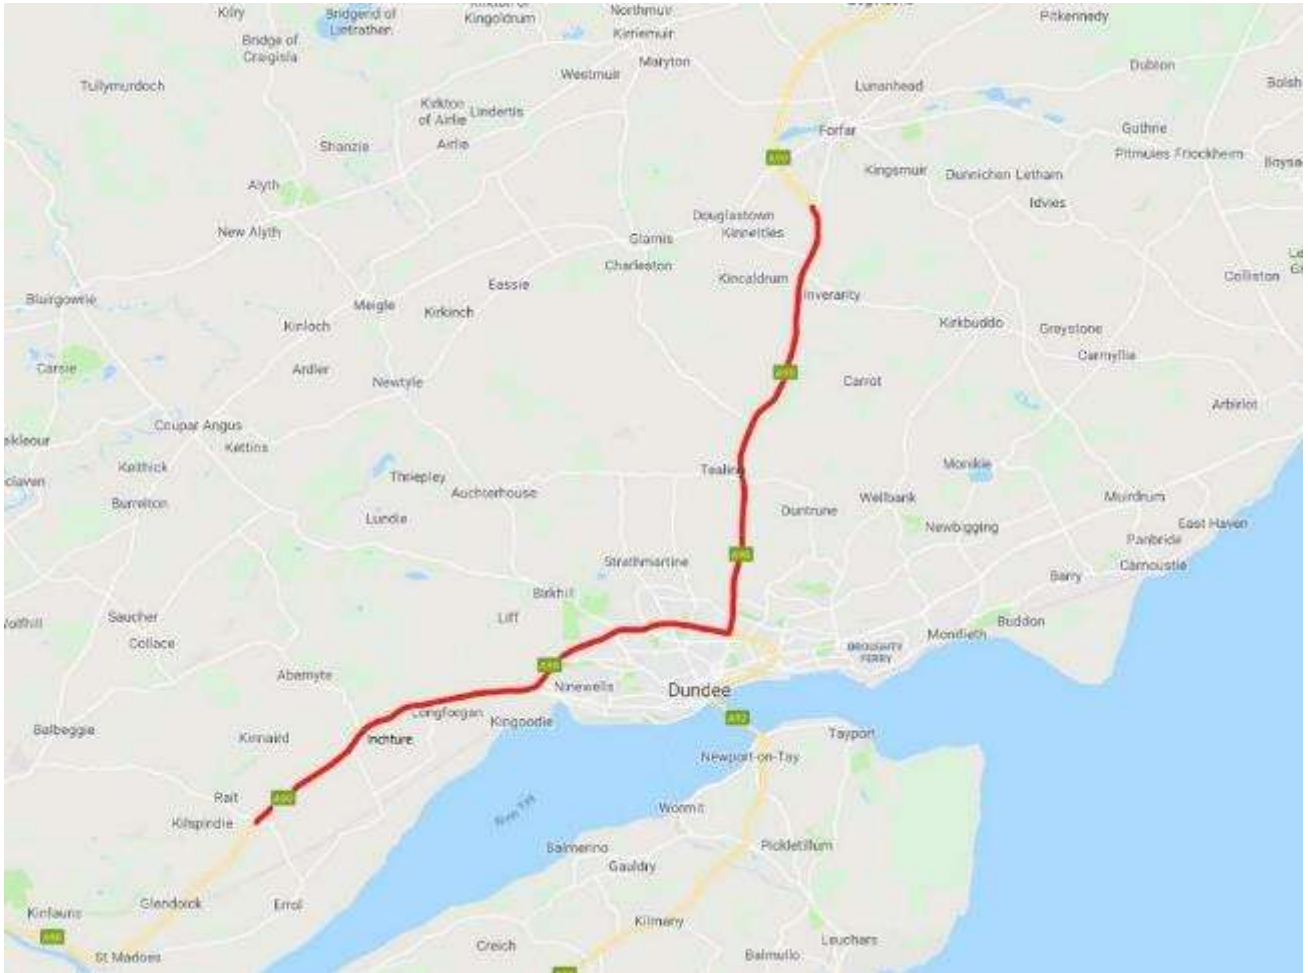 Kilry
Bridgend of
Lintrathen
Kingoldrum
Northmuir
Kirriemuir
Pitkennedy
Bridge of
Craigisla
Maryton
Westmuir
Dubton
Tullymurdoch
Lunanhead
Kirkton
of Airlie
Lindertis
Forfar
Guthrie
Shanzie
Airlie
A90
Pitmuies
Friockheim
Kingsmuir
Dunnichen
Letham
Alyth
Idvies
Douglastown
New Alyth
Kinnettles
Glamis
Charleston
Kincaldrum
Colliston
Eassie
Inverarity
Blairgowrie
Meigle
Kirkinch
Kinloch
Kirkbuddo
Greystone
Carmyllie
Carsie
Ardler
A90
Newtyle
Carrot
Arbirlot
Coupar Angus
Kettins
Keithick
Tealing
Monikie
Thriepley
Auchterhouse
Burrelton
Wellbank
Muirdrum
Lundie
Duntrune
Newbigging
East Haven
Panbride
A90
Strathmartine
Carnoustie
Barry
Birkhill
Saucher
Liff
Buddon
Collace
Monifieth
BROUGHTY
FERRY
A90
Abernyte
Ninewells
Dundee
Longforgan
Kingoodie
A92
Balbeggie
Kinnaird
Inchture
Tayport
Newport-on-Tay
Rait
A90
Wormit
River Tay
Kilspindie
Balmerino
Pickletillum
Gauldry
Glendoick
Errol
Kinfauns
Kilmany
A90
Creich
Leuchars
St Madoes
Balmullo